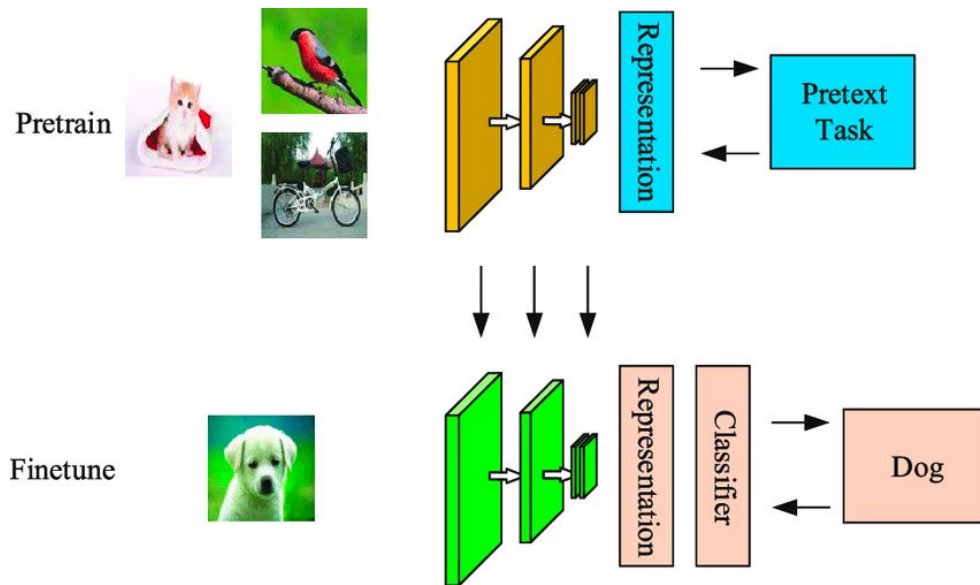 Pretrain
Representation
Pretext
Task
Finetune
Representation
Classifier
Dog